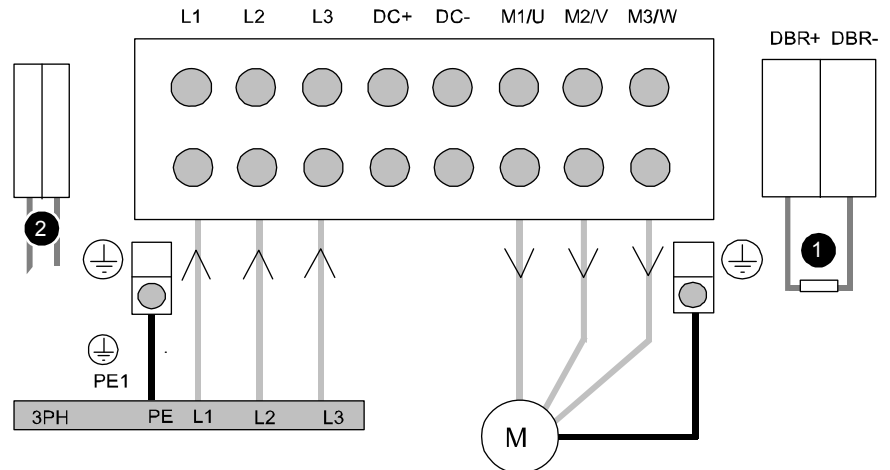 L1 L2 L3 DC+ DC- M1/U M2/V M3/W
DBR+ DBR-
2
1
PE1
3PH PE L1 L2 L3
M